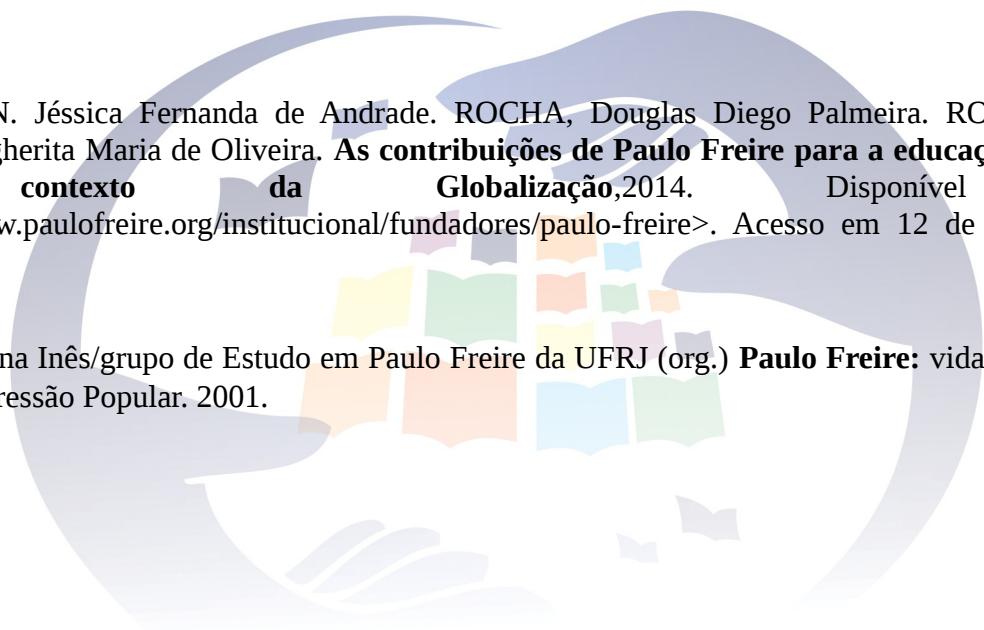 N. Jéssica Fernanda de Andrade. ROCHA, Douglas Diego Palmeira. RO
gherita Maria de Oliveira. As contribuições de Paulo Freire para a educaç
contexto da Globalização,2014. Disponível
w.paulofreire.org/institucional/fundadores/paulo-freire>. Acesso em 12 de
na Inês/grupo de Estudo em Paulo Freire da UFRJ (org.) Paulo Freire: vida
ressão Popular. 2001.